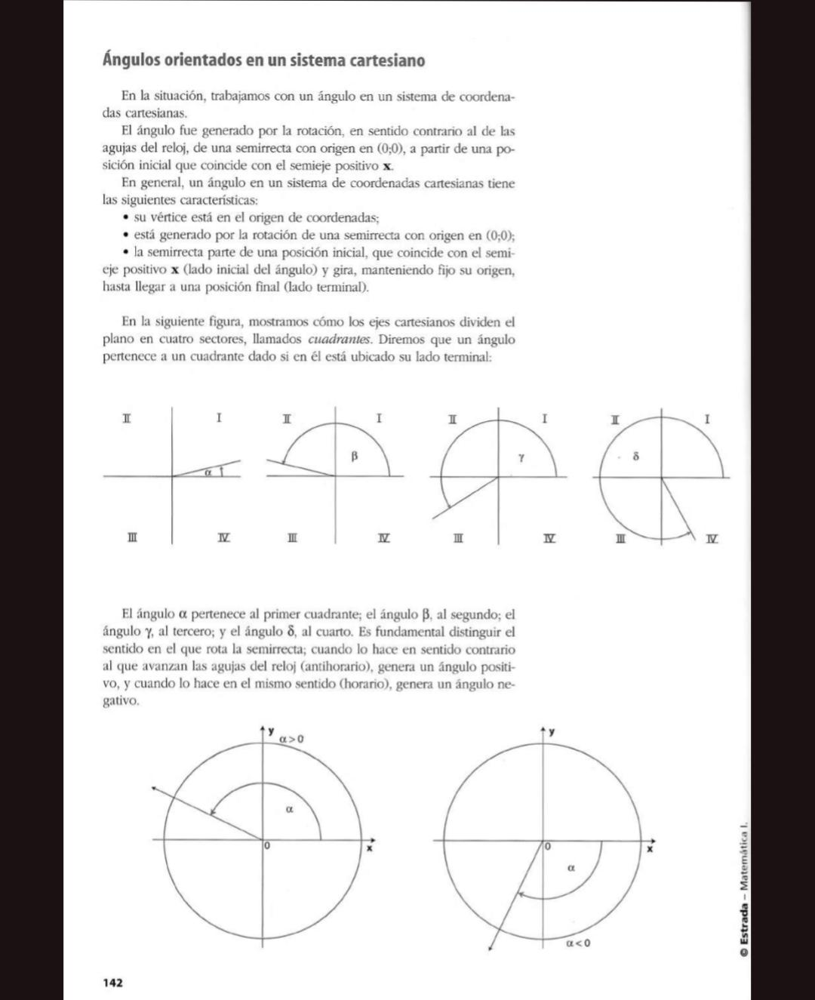 Ángulos orientados en un sistema cartesiano
En la situación, trabajamos con un ángulo en un sistema de coordena-
das cartesianas.
El ángulo fue generado por la rotación, en sentido contrario al de las
agujas del reloj, de una semirrecta con origen en (0;0), a partir de una po-
sición inicial que coincide con el semieje positivo x.
En general, un ángulo en un sistema de coordenadas cartesianas tiene
las siguientes características:
• su vértice está en el origen de coordenadas;
• está generado por la rotación de una semirrecta con origen en (0;0);
• la semirrecta parte de una posición inicial, que coincide con el semi-
eje positivo x (lado inicial del ángulo) y gira, manteniendo fijo su origen,
hasta llegar a una posición final (lado terminal).
En la siguiente figura, mostramos cómo los ejes cartesianos dividen el
plano en cuatro sectores, llamados cuadrantes. Diremos que un ángulo
pertenece a un cuadrante dado si en él está ubicado su lado terminal:
II I II I II I II I
α β γ δ
III IV III IV III IV III IV
El ángulo α pertenece al primer cuadrante; el ángulo β, al segundo; el
ángulo γ, al tercero; y el ángulo δ, al cuarto. Es fundamental distinguir el
sentido en el que rota la semirrecta; cuando lo hace en sentido contrario
al que avanzan las agujas del reloj (antihorario), genera un ángulo positi-
vo, y cuando lo hace en el mismo sentido (horario), genera un ángulo ne-
gativo.
y
α>0
α
0
x
y
0
x
α
α<0
© Estrada – Matemática I.
142